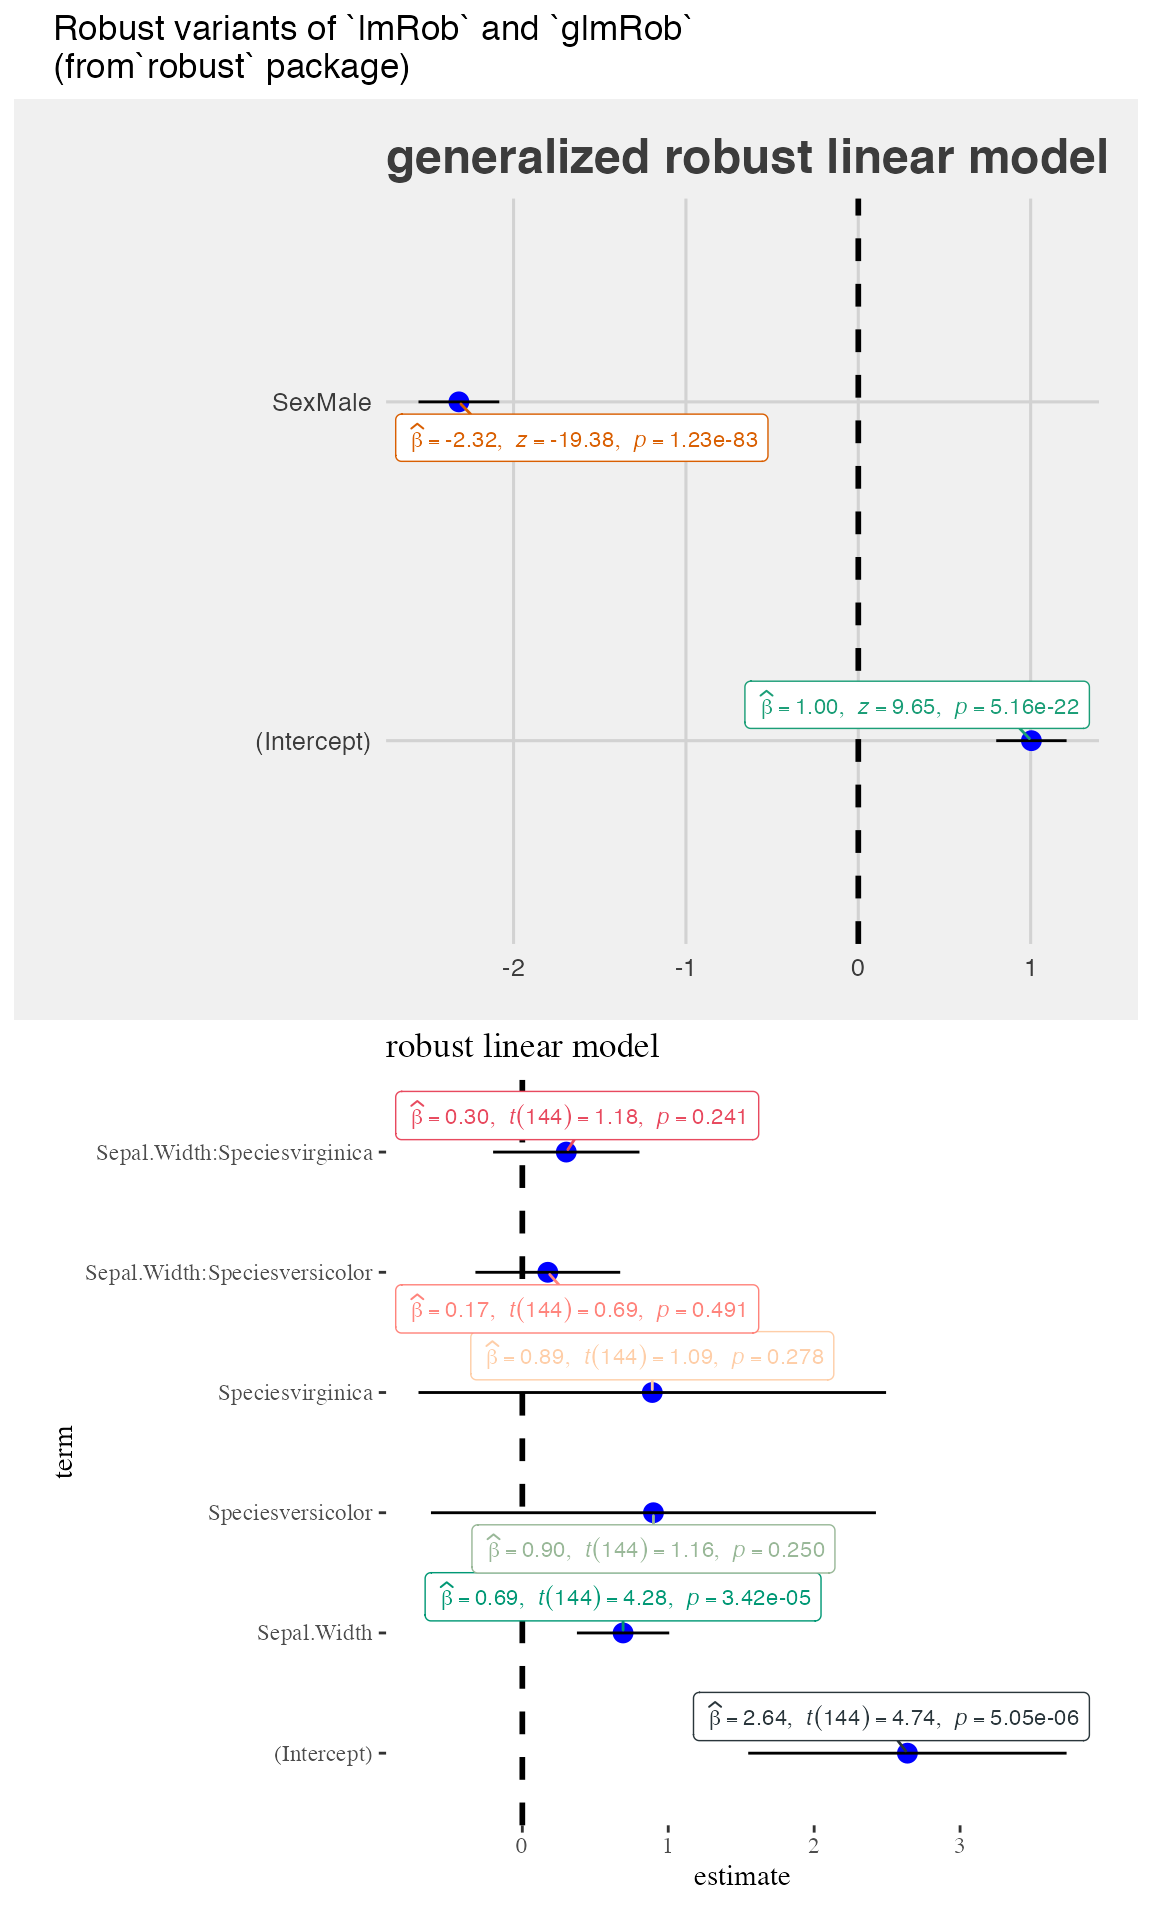 Robust variants of `lmRob` and `glmRob`
(from`robust` package)
generalized robust linear model
SexMale
β̂ = -2.32, z = -19.38, p = 1.23e-83
β̂ = 1.00, z = 9.65, p = 5.16e-22
(Intercept)
-2 -1 0 1
robust linear model
β̂ = 0.30, t(144) = 1.18, p = 0.241
Sepal.Width:Speciesvirginica
Sepal.Width:Speciesversicolor
β̂ = 0.17, t(144) = 0.69, p = 0.491
β̂ = 0.89, t(144) = 1.09, p = 0.278
Speciesvirginica
term
Speciesversicolor
β̂ = 0.90, t(144) = 1.16, p = 0.250
β̂ = 0.69, t(144) = 4.28, p = 3.42e-05
Sepal.Width
β̂ = 2.64, t(144) = 4.74, p = 5.05e-06
(Intercept)
0 1 2 3
estimate